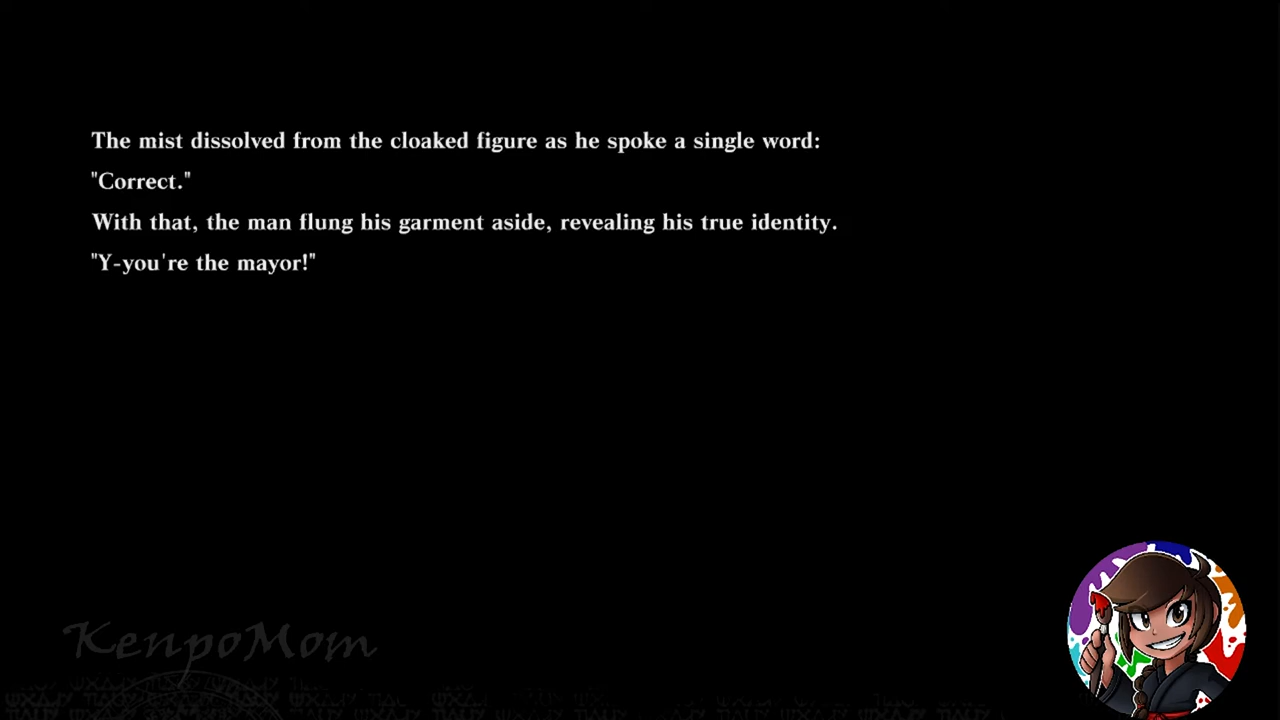 The mist dissolved from the cloaked figure as he spoke a single word:
"Correct."
With that, the man flung his garment aside, revealing his true identity.
"Y-you're the mayor!"
KenpoMom